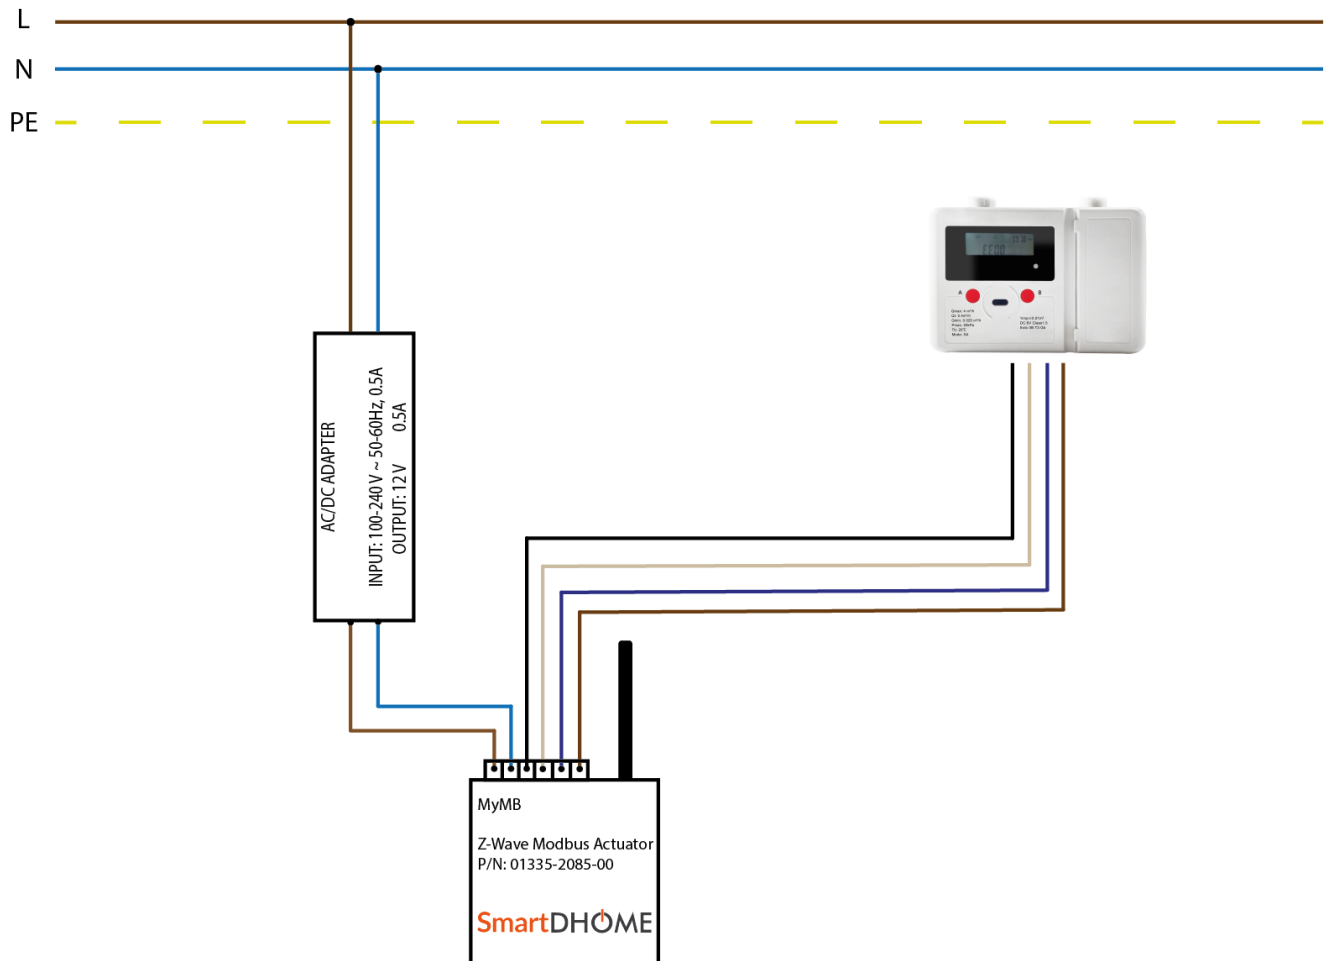 L
N
PE
A
B
AC/DC ADAPTER
INPUT: 100-240 V ~ 50-60Hz, 0.5A
OUTPUT: 12 V 0.5A
MyMB
Z-Wave Modbus Actuator
P/N: 01335-2085-00
SmartDHOME